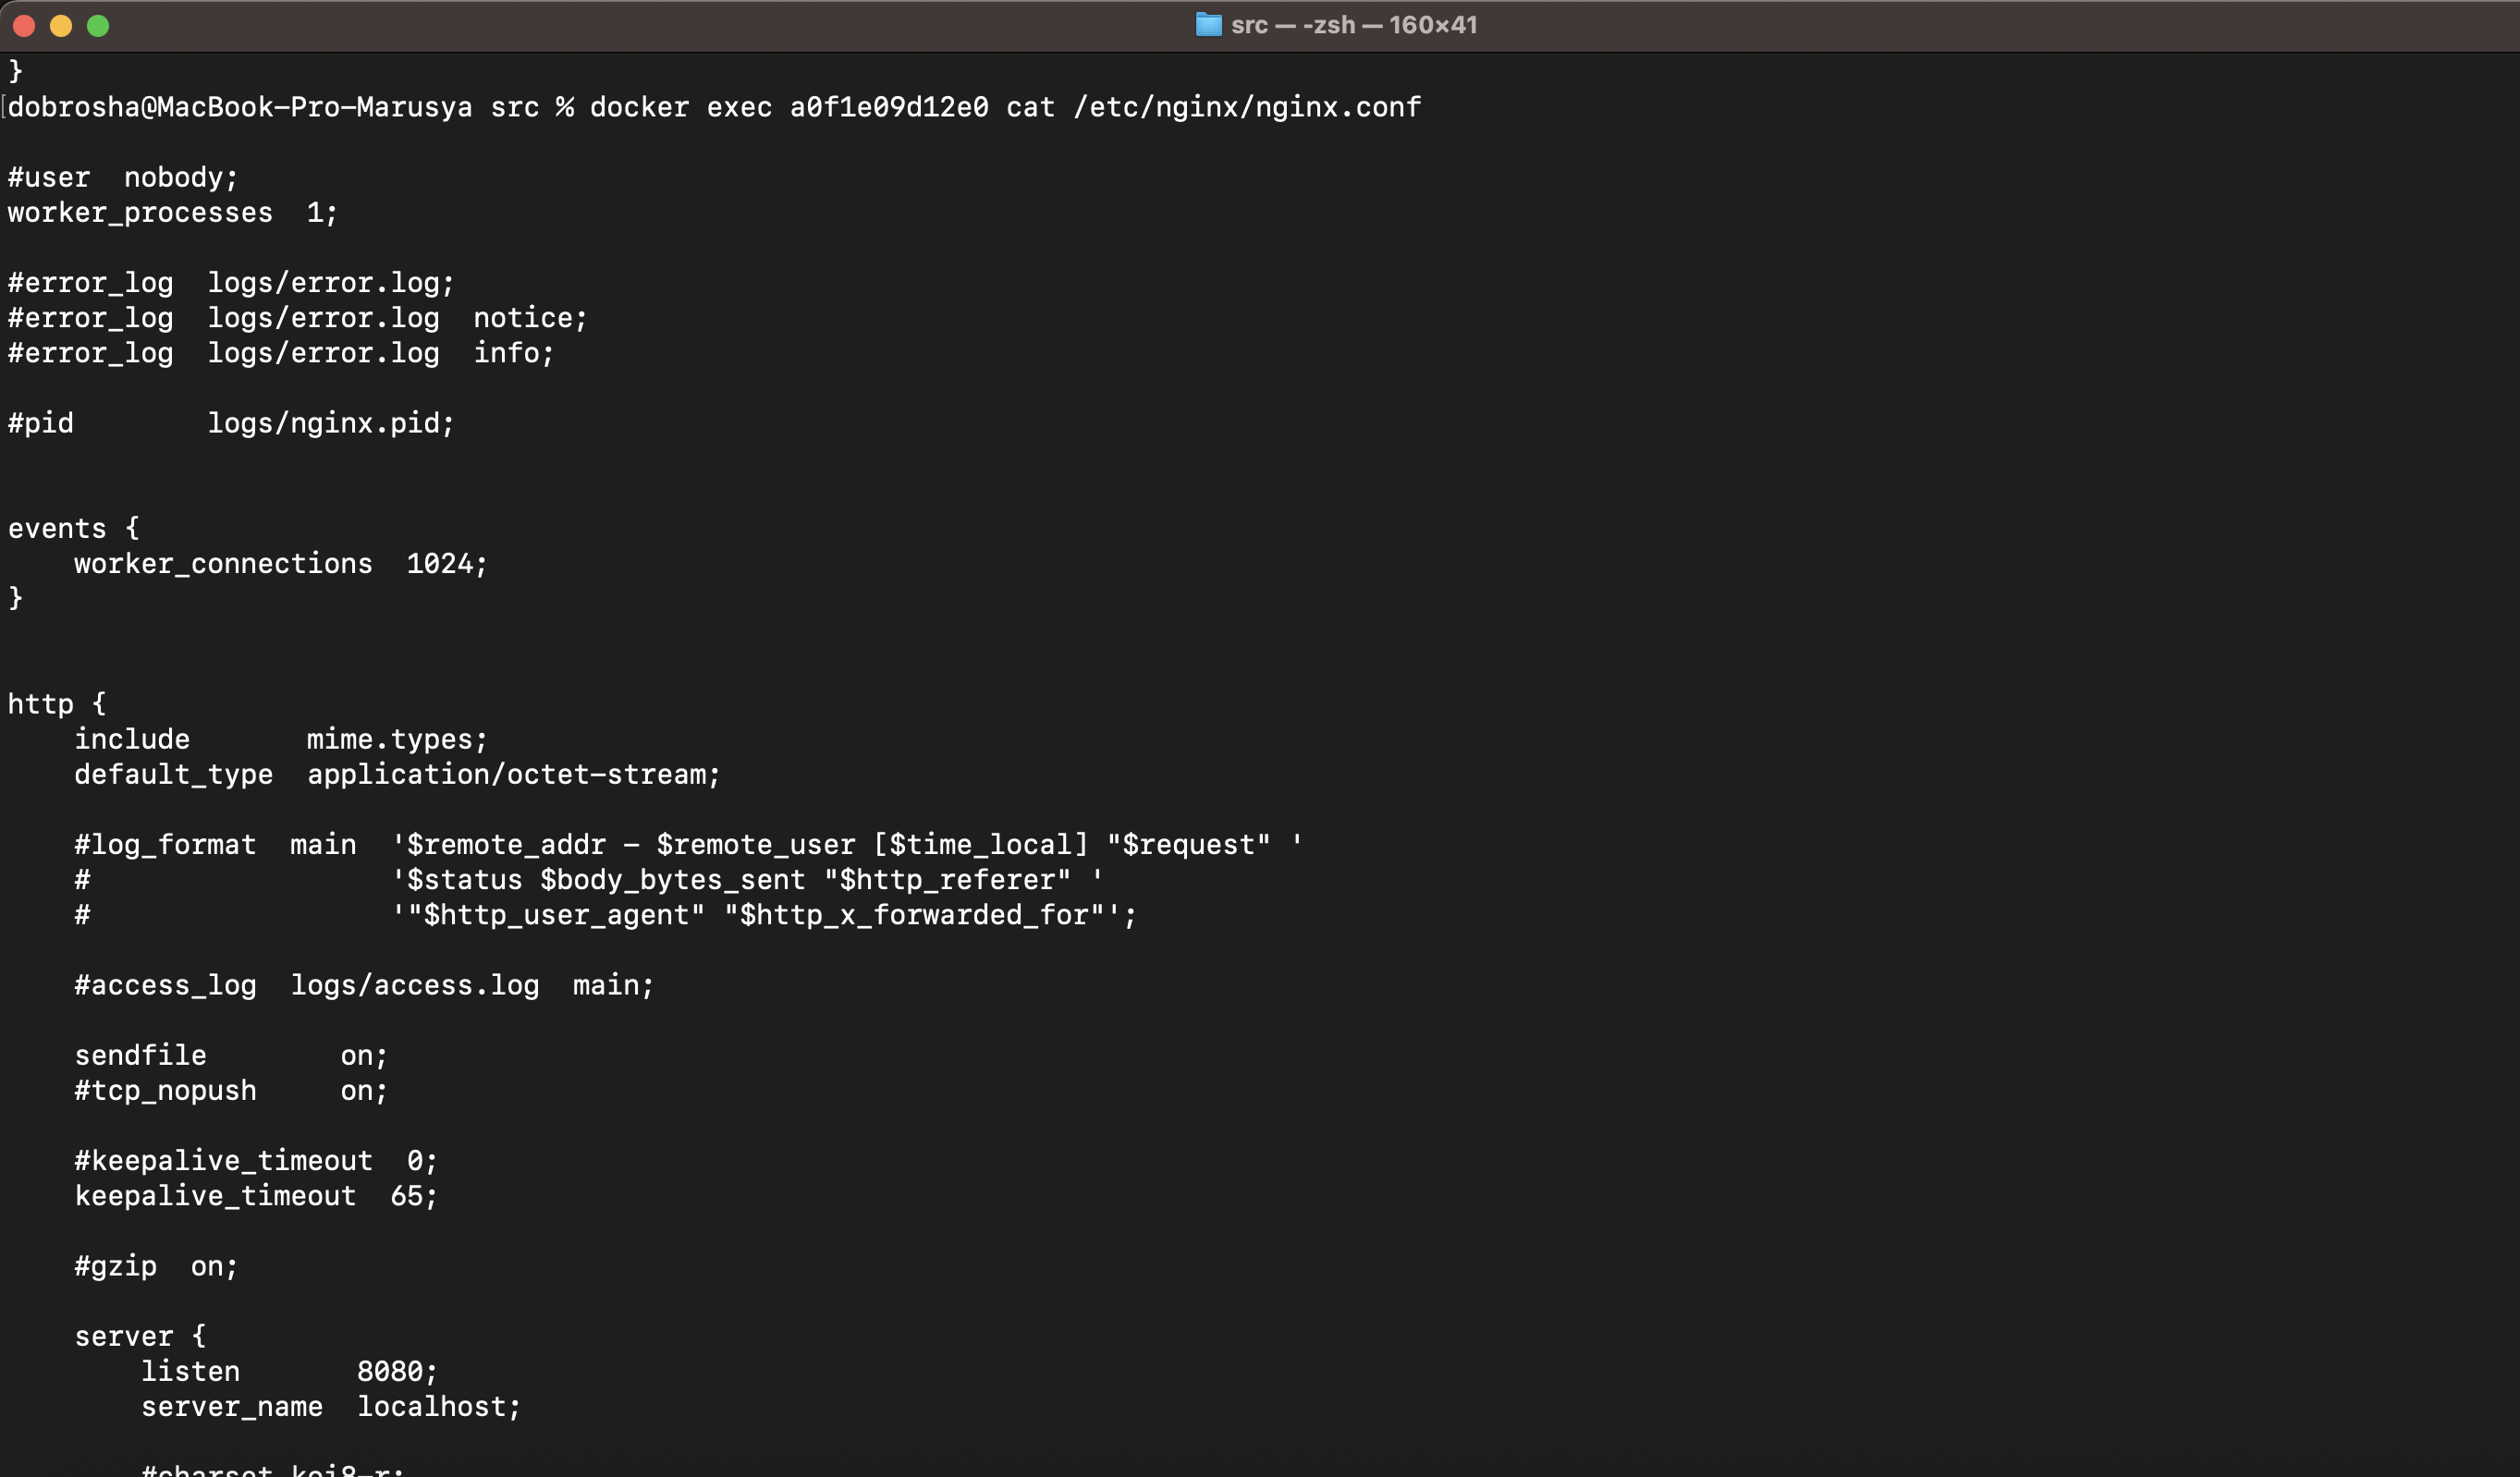 src — -zsh — 160×41
}
dobrosha@MacBook-Pro-Marusya src % docker exec a0f1e09d12e0 cat /etc/nginx/nginx.conf
#user  nobody;
worker_processes  1;
#error_log  logs/error.log;
#error_log  logs/error.log  notice;
#error_log  logs/error.log  info;
#pid        logs/nginx.pid;
events {
    worker_connections  1024;
}
http {
    include       mime.types;
    default_type  application/octet-stream;
    #log_format  main  '$remote_addr - $remote_user [$time_local] "$request" '
    #                  '$status $body_bytes_sent "$http_referer" '
    #                  '"$http_user_agent" "$http_x_forwarded_for"';
    #access_log  logs/access.log  main;
    sendfile        on;
    #tcp_nopush     on;
    #keepalive_timeout  0;
    keepalive_timeout  65;
    #gzip  on;
    server {
        listen       8080;
        server_name  localhost;
        #charset koi8-r;